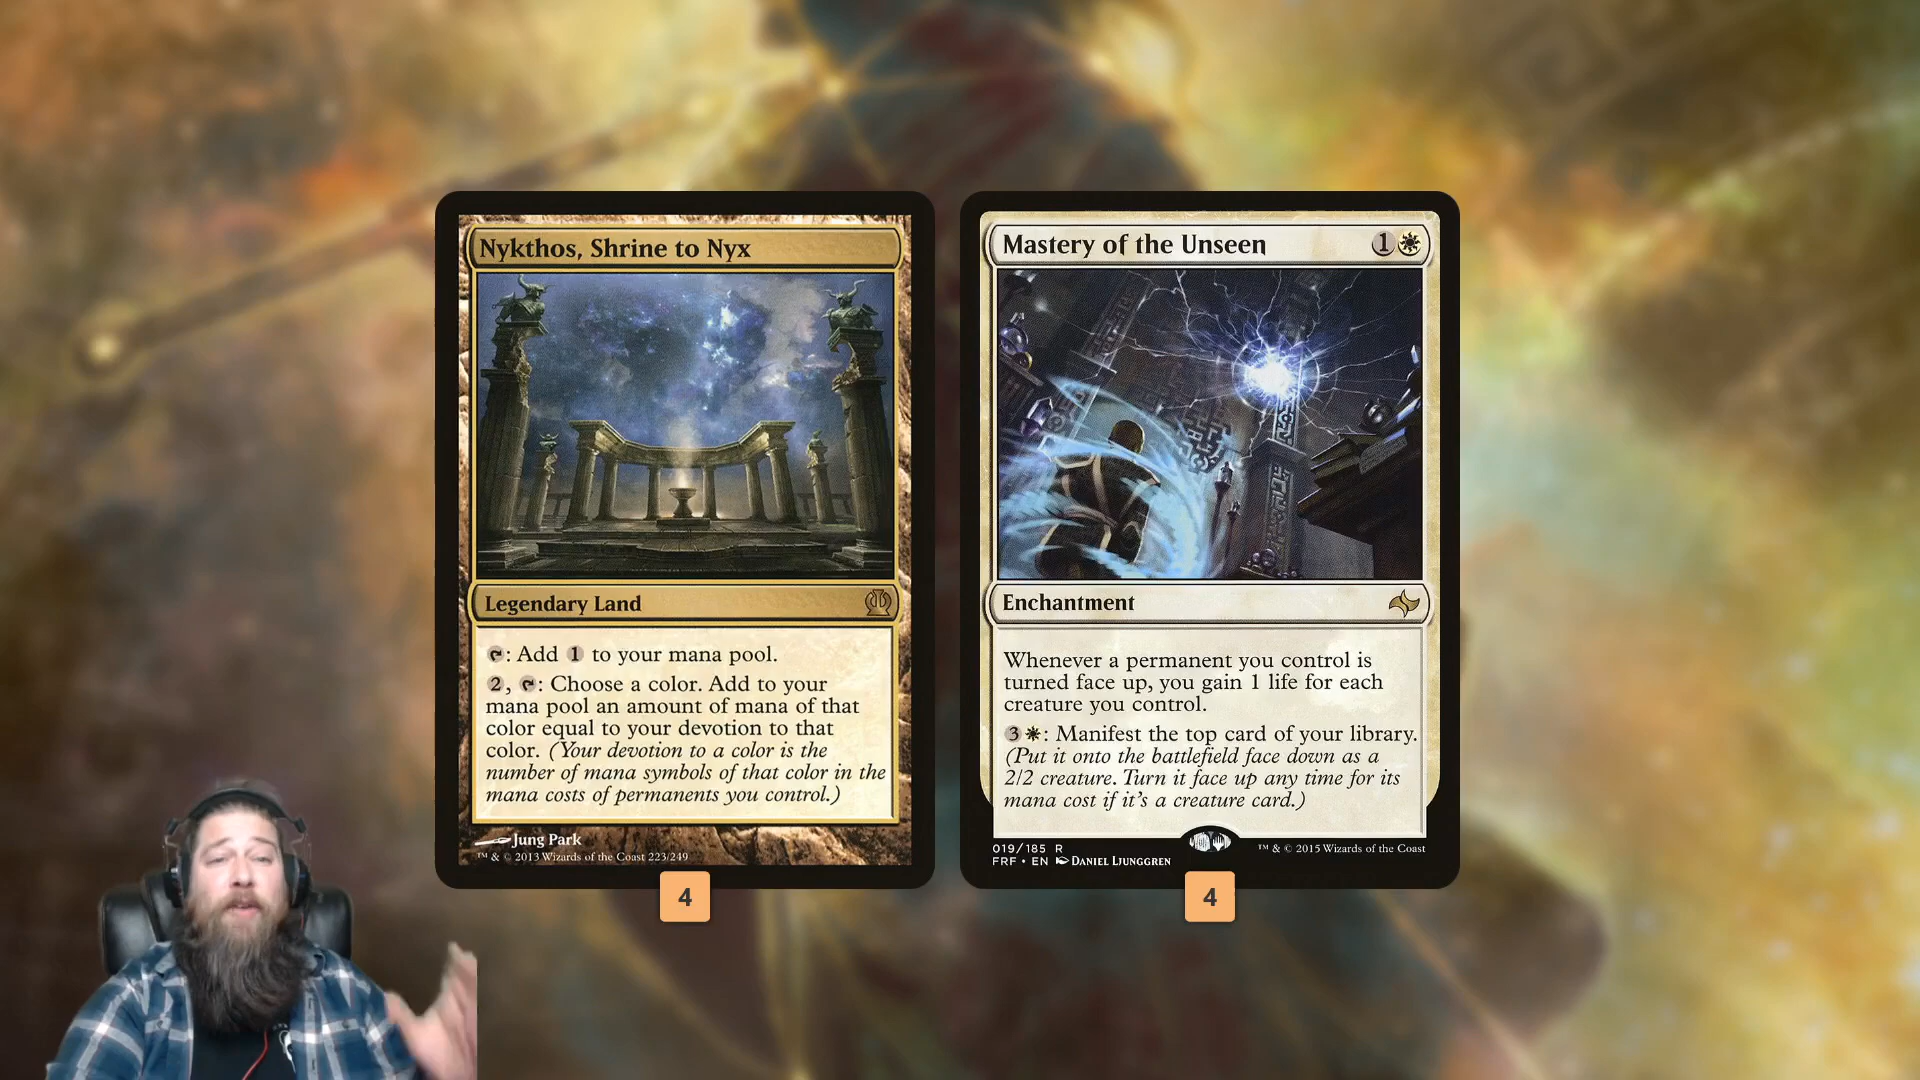 Nykthos, Shrine to Nyx
Legendary Land
: Add 1 to your mana pool.
2, : Choose a color. Add to your
mana pool an amount of mana of that
color equal to your devotion to that
color. (Your devotion to a color is the
number of mana symbols of that color in the
mana costs of permanents you control.)
Jung Park
™ & © 2013 Wizards of the Coast 223/249
4
Mastery of the Unseen 1
Enchantment
Whenever a permanent you control is
turned face up, you gain 1 life for each
creature you control.
3: Manifest the top card of your library.
(Put it onto the battlefield face down as a
2/2 creature. Turn it face up any time for its
mana cost if it's a creature card.)
019/185 R
FRF • EN Daniel Ljunggren
™ & © 2015 Wizards of the Coast
4